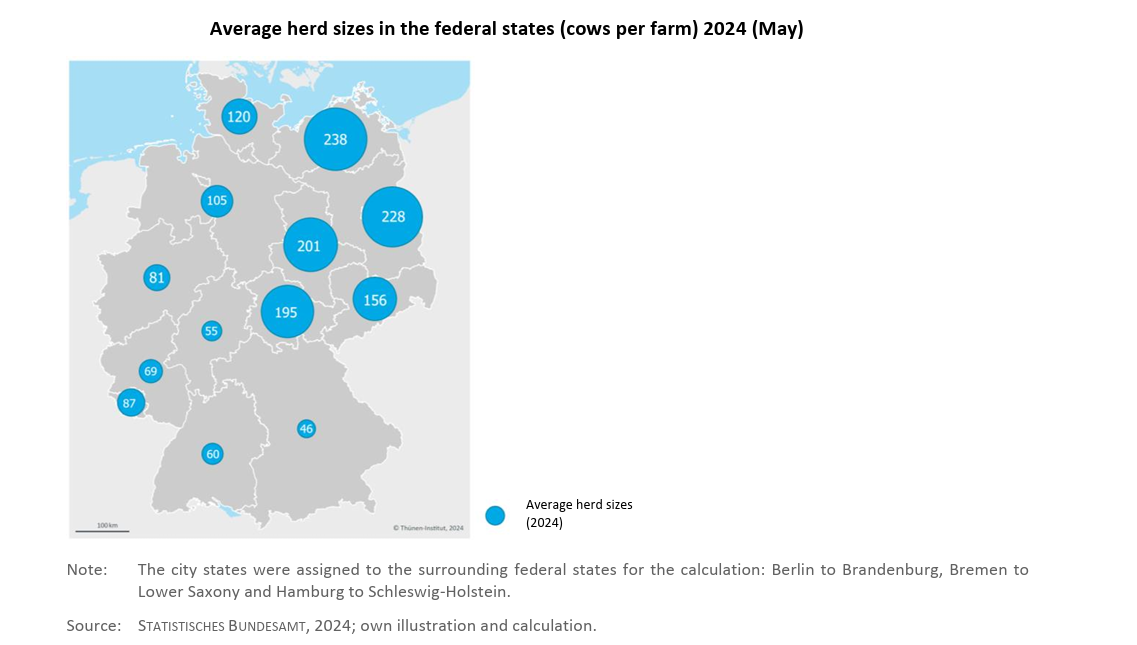 Average herd sizes in the federal states (cows per farm) 2024 (May)
120
238
105
228
201
81
156
195
55
69
87
46
60
Average herd sizes
(2024)
100 km
© Thünen-Institut, 2024
Note: The city states were assigned to the surrounding federal states for the calculation: Berlin to Brandenburg, Bremen to
Lower Saxony and Hamburg to Schleswig-Holstein.
Source: STATISTISCHES BUNDESAMT, 2024; own illustration and calculation.